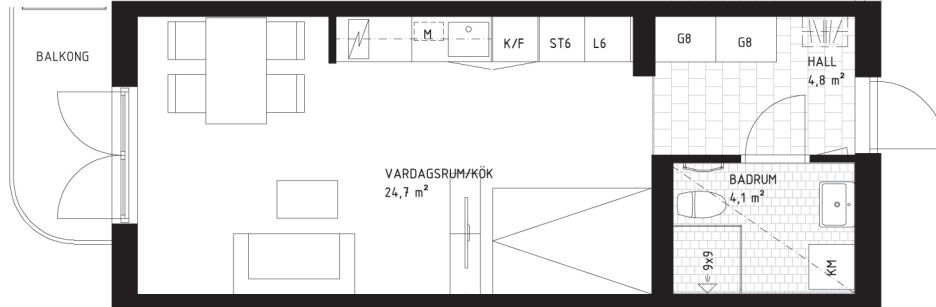 BALKONG
M
K/F
ST6
L6
G8
G8
HALL
4,8 m²
VARDAGSRUM/KÖK
24,7 m²
BADRUM
4,1 m²
9x9
KM